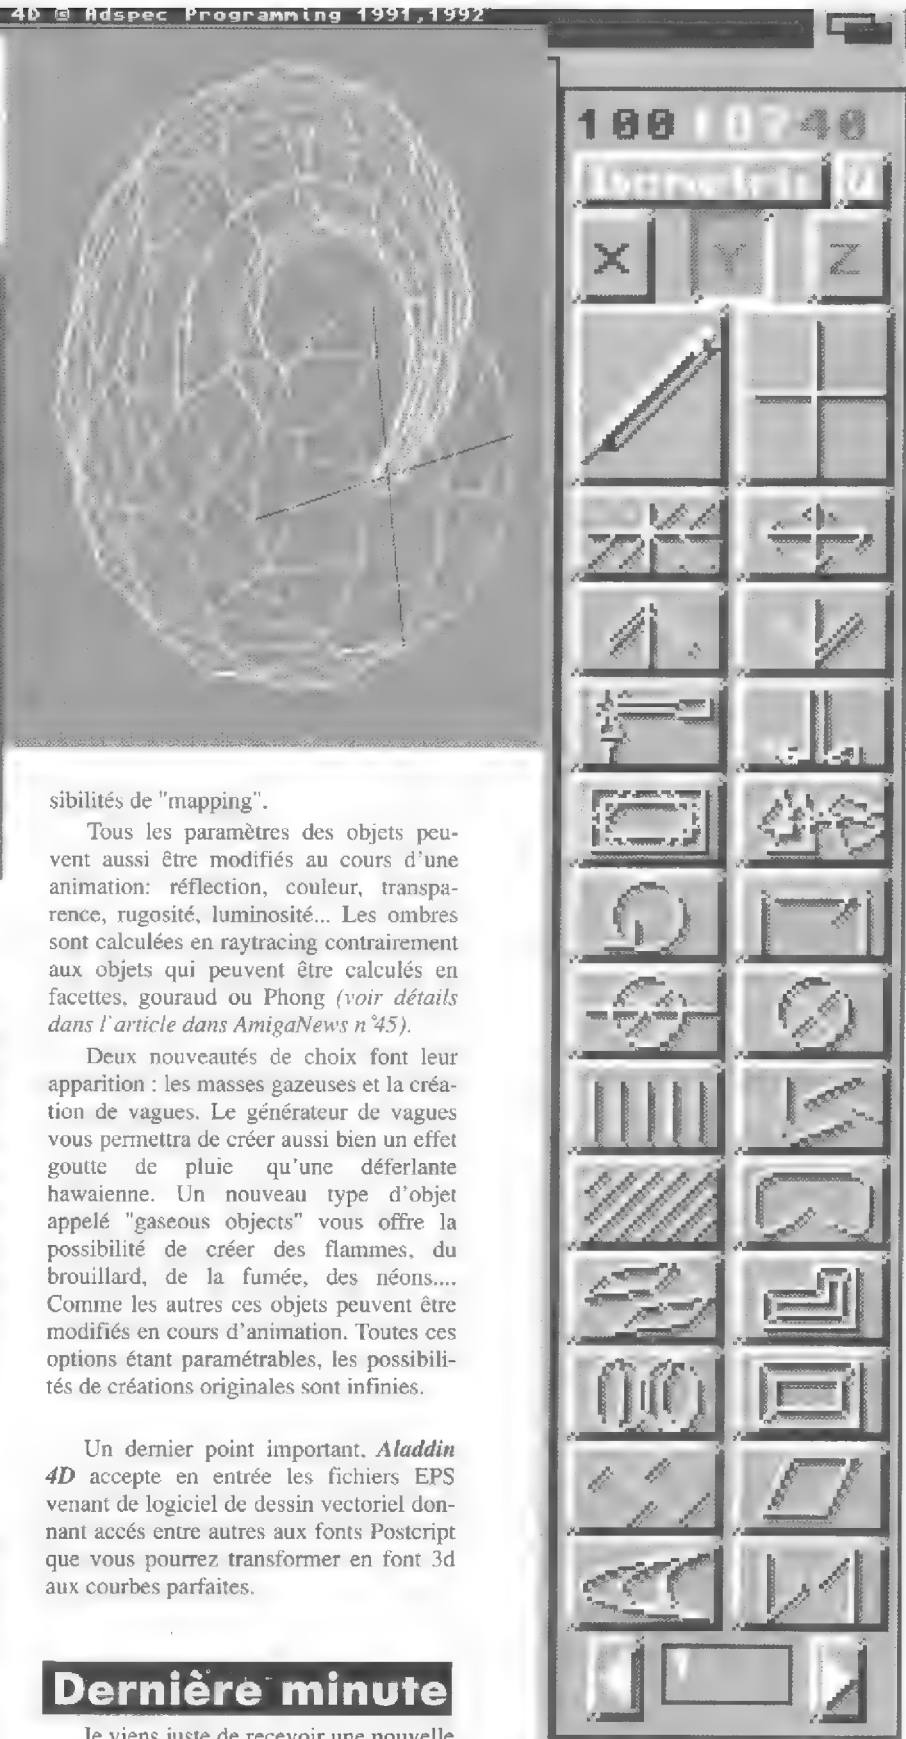 4D © Adspec Programming 1991,1992
100
40
X Y Z
sibilités de "mapping".
Tous les paramètres des objets peu-
vent aussi être modifiés au cours d'une
animation: réflection, couleur, transpa-
rence, rugosité, luminosité... Les ombres
sont calculées en raytracing contrairement
aux objets qui peuvent être calculés en
facettes, gouraud ou Phong (voir détails
dans l'article dans AmigaNews n°45).
Deux nouveautés de choix font leur
apparition : les masses gazeuses et la créa-
tion de vagues. Le générateur de vagues
vous permettra de créer aussi bien un effet
goutte de pluie qu'une déferlante
hawaienne. Un nouveau type d'objet
appelé "gaseous objects" vous offre la
possibilité de créer des flammes, du
brouillard, de la fumée, des néons....
Comme les autres ces objets peuvent être
modifiés en cours d'animation. Toutes ces
options étant paramétrables, les possibili-
tés de créations originales sont infinies.
Un dernier point important, Aladdin
4D accepte en entrée les fichiers EPS
venant de logiciel de dessin vectoriel don-
nant accés entre autres aux fonts Postcript
que vous pourrez transformer en font 3d
aux courbes parfaites.
Dernière minute
Je viens juste de recevoir une nouvelle